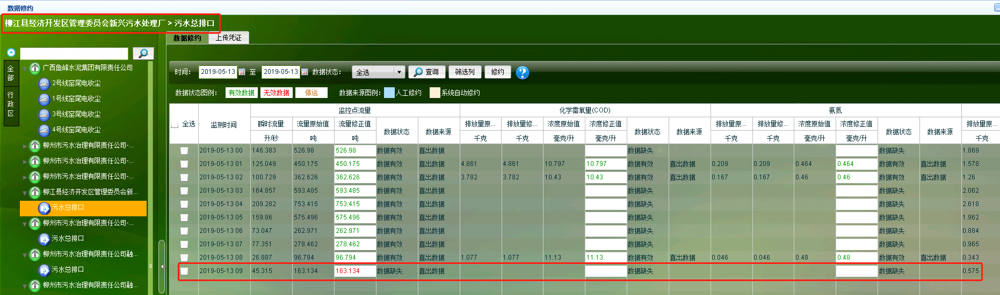 数据修约
柳江县经济开发区管理委员会新兴污水处理厂 > 污水总排口
数据修约 上传凭证
全部
行政区
广西鱼峰水泥集团有限责任公司
2号线窑尾电收尘
1号线窑尾电收尘
3号线窑尾电收尘
4号线窑尾电收尘
柳州市污水治理有限责任公司-...
柳州市污水治理有限责任公司-...
柳州市污水治理有限责任公司-...
柳江县经济开发区管理委员会新...
污水总排口
柳州市污水治理有限责任公司-...
污水总排口
柳州市污水治理有限责任公司融...
污水总排口
柳州市污水治理有限责任公司融...
时间： 2019-05-13 至 2019-05-13 数据状态： 全选 查询 筛选列 修约 ?
数据状态图例： 有效数据 无效数据 停运 数据来源图例： 人工修约 系统自动修约
全选 监测时间 监控点流量 化学需氧量(COD) 氨氮
瞬时流量 流量原始值 流量修正值 数据状态 数据来源 排放量原... 排放量修... 浓度原始值 浓度修正值 数据状态 数据来源 排放量原... 排放量修... 浓度原始值 浓度修正值 数据状态 数据来源 排放量原...
升/秒 吨 吨 千克 千克 毫克/升 毫克/升 千克 千克 毫克/升 毫克/升 千克
2019-05-13 00 146.383 526.98 526.98 数据有效 直出数据 数据缺失 数据缺失 1.869
2019-05-13 01 125.049 450.175 450.175 数据有效 直出数据 4.861 4.861 10.797 10.797 数据有效 直出数据 0.209 0.209 0.464 0.464 数据有效 直出数据 1.578
2019-05-13 02 100.729 362.626 362.626 数据有效 直出数据 3.782 3.782 10.43 10.43 数据有效 直出数据 0.167 0.167 0.46 0.46 数据有效 直出数据 1.26
2019-05-13 03 164.857 593.485 593.485 数据有效 直出数据 数据缺失 数据缺失 2.062
2019-05-13 04 209.282 753.415 753.415 数据有效 直出数据 数据缺失 数据缺失 2.618
2019-05-13 05 159.86 575.496 575.496 数据有效 直出数据 数据缺失 数据缺失 1.962
2019-05-13 06 73.047 262.971 262.971 数据有效 直出数据 数据缺失 数据缺失 0.884
2019-05-13 07 77.351 278.462 278.462 数据有效 直出数据 数据缺失 数据缺失 0.965
2019-05-13 08 26.887 96.794 96.794 数据有效 直出数据 1.077 1.077 11.13 11.13 数据有效 直出数据 0.046 0.046 0.48 0.48 数据有效 直出数据 0.343
2019-05-13 09 45.315 163.134 163.134 数据缺失 直出数据 数据缺失 数据缺失 0.575